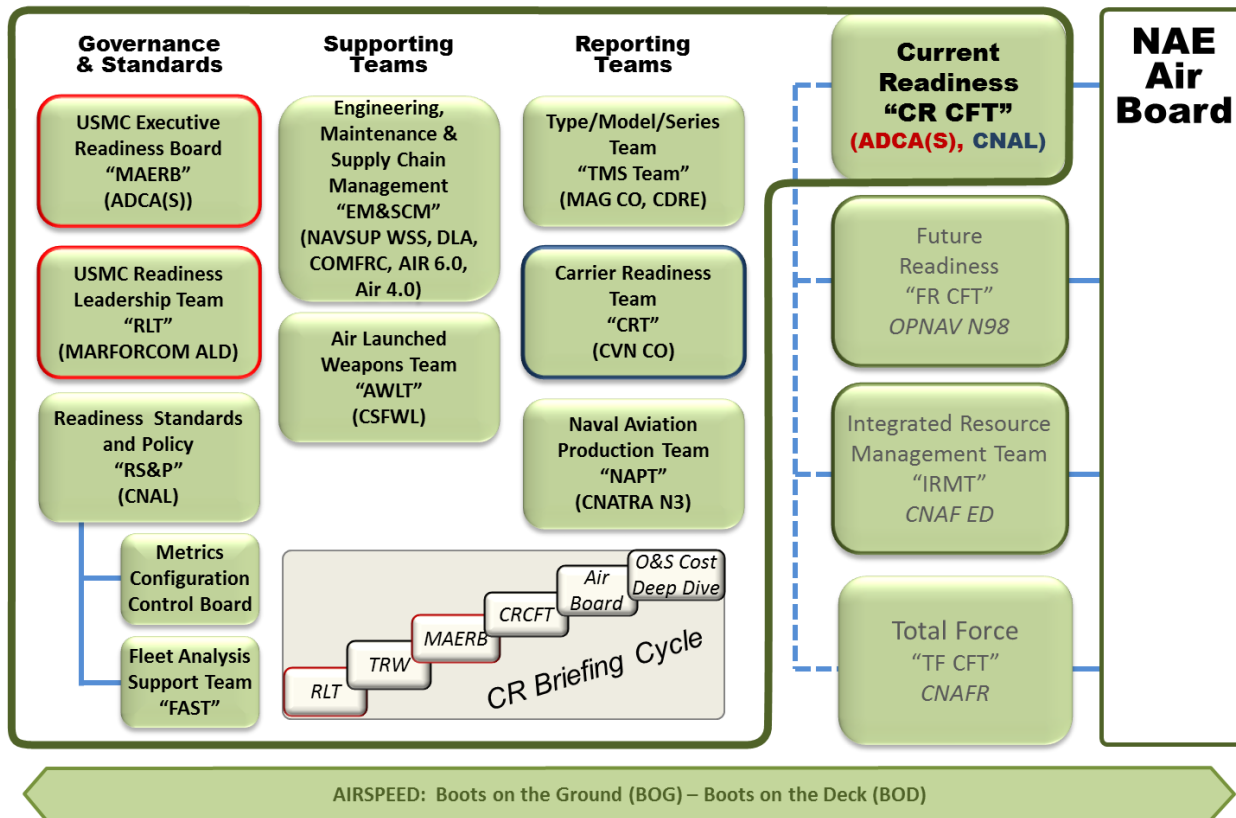 Governance
& Standards
USMC Executive
Readiness Board
“MAERB”
(ADCA(S))
USMC Readiness
Leadership Team
“RLT”
(MARFORCOM ALD)
Readiness Standards
and Policy
“RS&P”
(CNAL)
Metrics
Configuration
Control Board
Fleet Analysis
Support Team
“FAST”
Supporting
Teams
Engineering,
Maintenance &
Supply Chain
Management
“EM&SCM”
(NAVSUP WSS, DLA,
COMFRC, AIR 6.0,
Air 4.0)
Air Launched
Weapons Team
“AWLT”
(CSFWL)
Reporting
Teams
Type/Model/Series
Team
“TMS Team”
(MAG CO, CDRE)
Carrier Readiness
Team
“CRT”
(CVN CO)
Naval Aviation
Production Team
“NAPT”
(CNATRA N3)
RLT
TRW
MAERB
CRCFT
Air
Board
O&S Cost
Deep Dive
CR Briefing Cycle
Current
Readiness
“CR CFT”
(ADCA(S), CNAL)
Future
Readiness
“FR CFT”
OPNAV N98
Integrated Resource
Management Team
“IRMT”
CNAF ED
Total Force
“TF CFT”
CNAFR
NAE
Air
Board
AIRSPEED: Boots on the Ground (BOG) – Boots on the Deck (BOD)